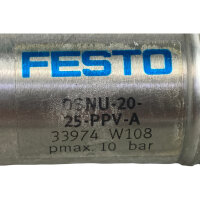 FESTO
DSNU-20-
25-PPV-A
33974 W108
pmax. 10 bar